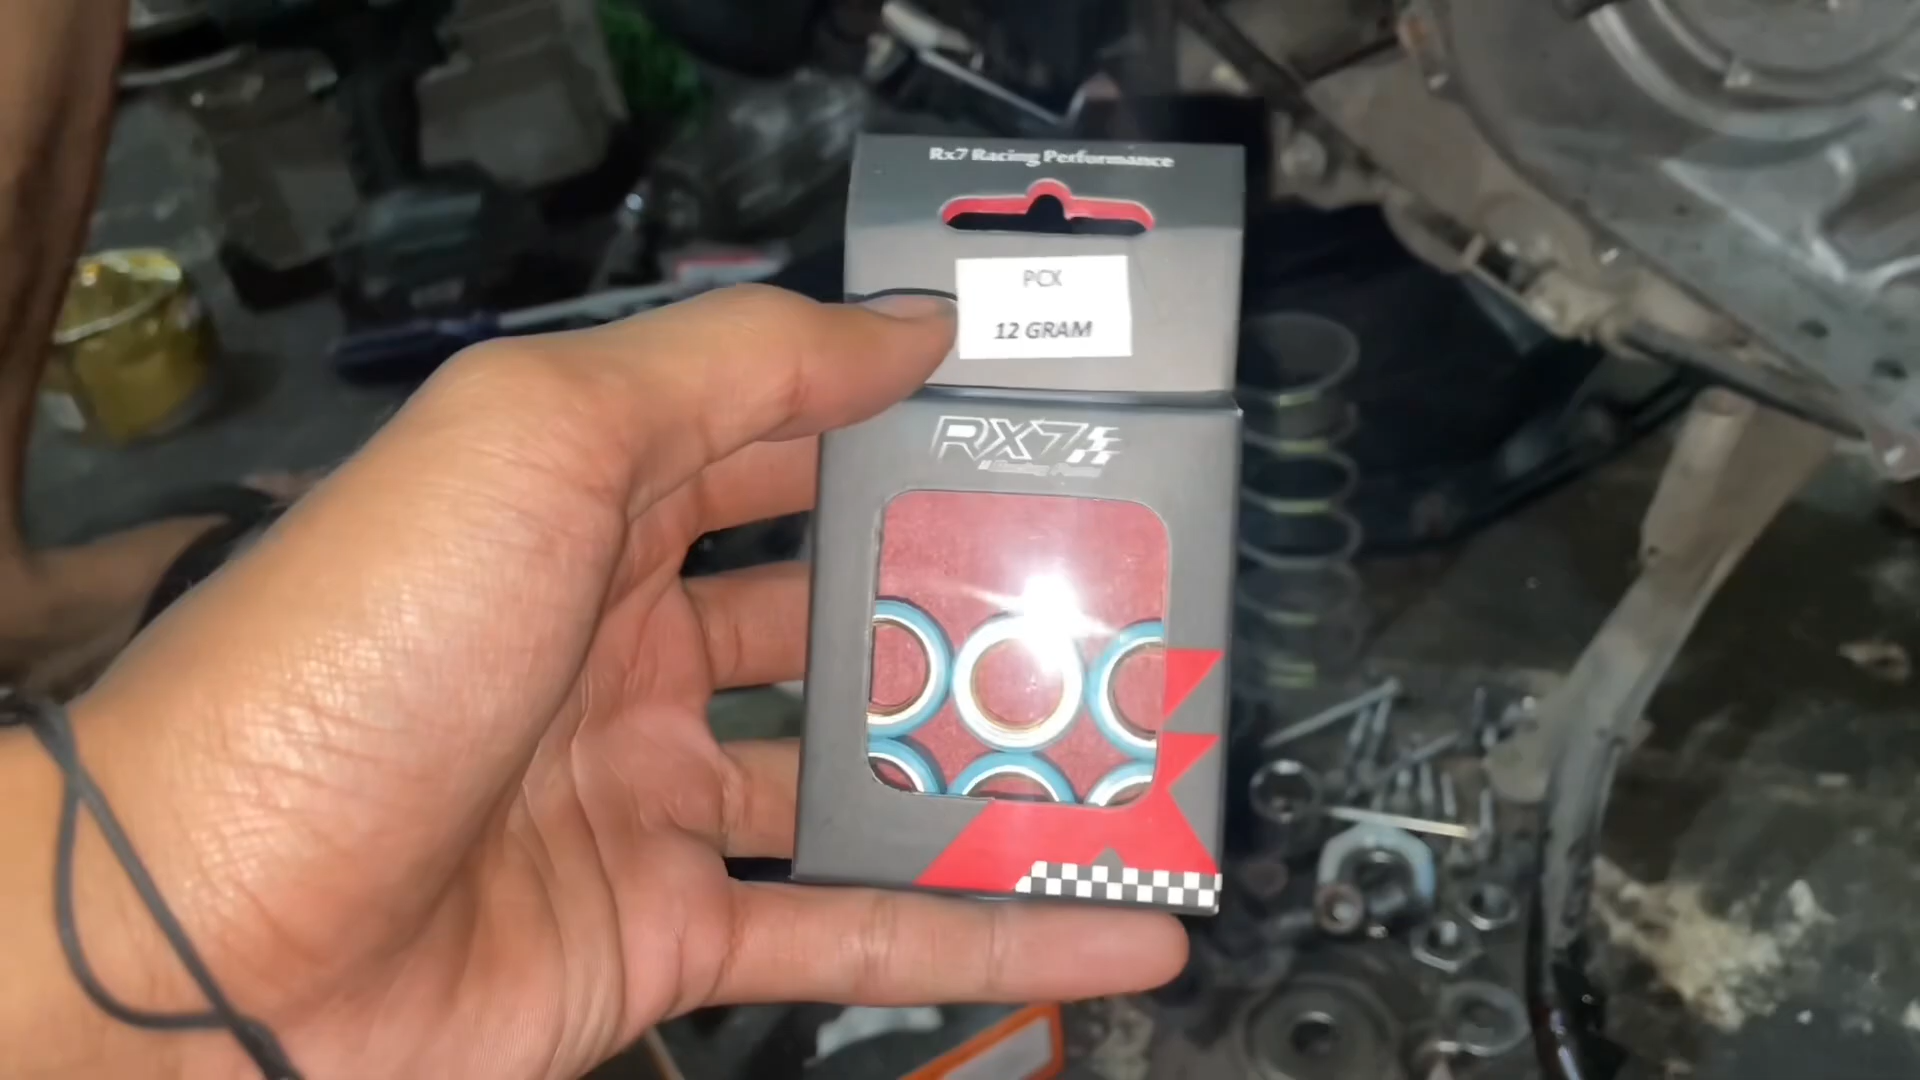 Rx7 Racing Performance
PCX
12 GRAM
RX7